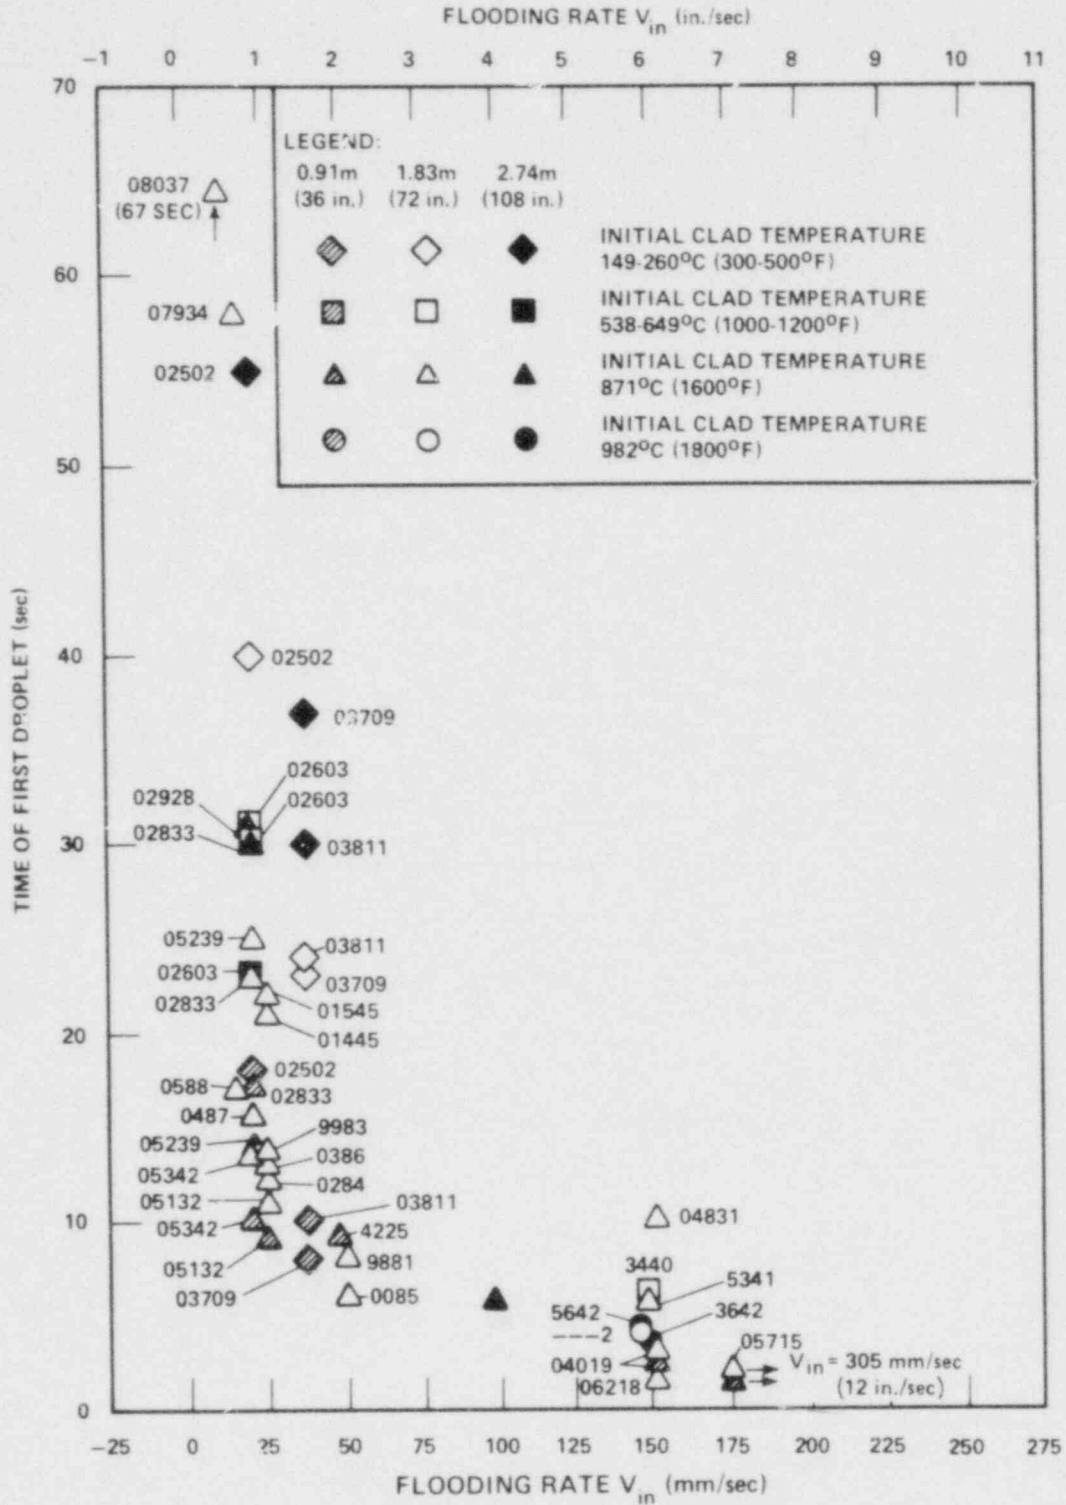 FLOODING RATE Vin (in./sec)
-1 0 1 2 3 4 5 6 7 8 9 10 11
70
LEGEND:
0.91m 1.83m 2.74m
(36 in.) (72 in.) (108 in.)
INITIAL CLAD TEMPERATURE
149-260°C (300-500°F)
INITIAL CLAD TEMPERATURE
538-649°C (1000-1200°F)
INITIAL CLAD TEMPERATURE
871°C (1600°F)
INITIAL CLAD TEMPERATURE
982°C (1800°F)
08037
(67 SEC)
60
07934
02502
50
TIME OF FIRST DROPLET (sec)
40
02502
03709
02603
02928
02603
02833
30
03811
05239
03811
02603
03709
02833
01545
01445
20
02502
0588
02833
0487
9983
05239
0386
05342
0284
05132
03811
10
05342
4225
04831
05132
9881
03709
0085
3440
5341
5642
3642
---2
05715
04019
Vin = 305 mm/sec
06218
(12 in./sec)
0
-25 0 25 50 75 100 125 150 175 200 225 250 275
FLOODING RATE Vin (mm/sec)